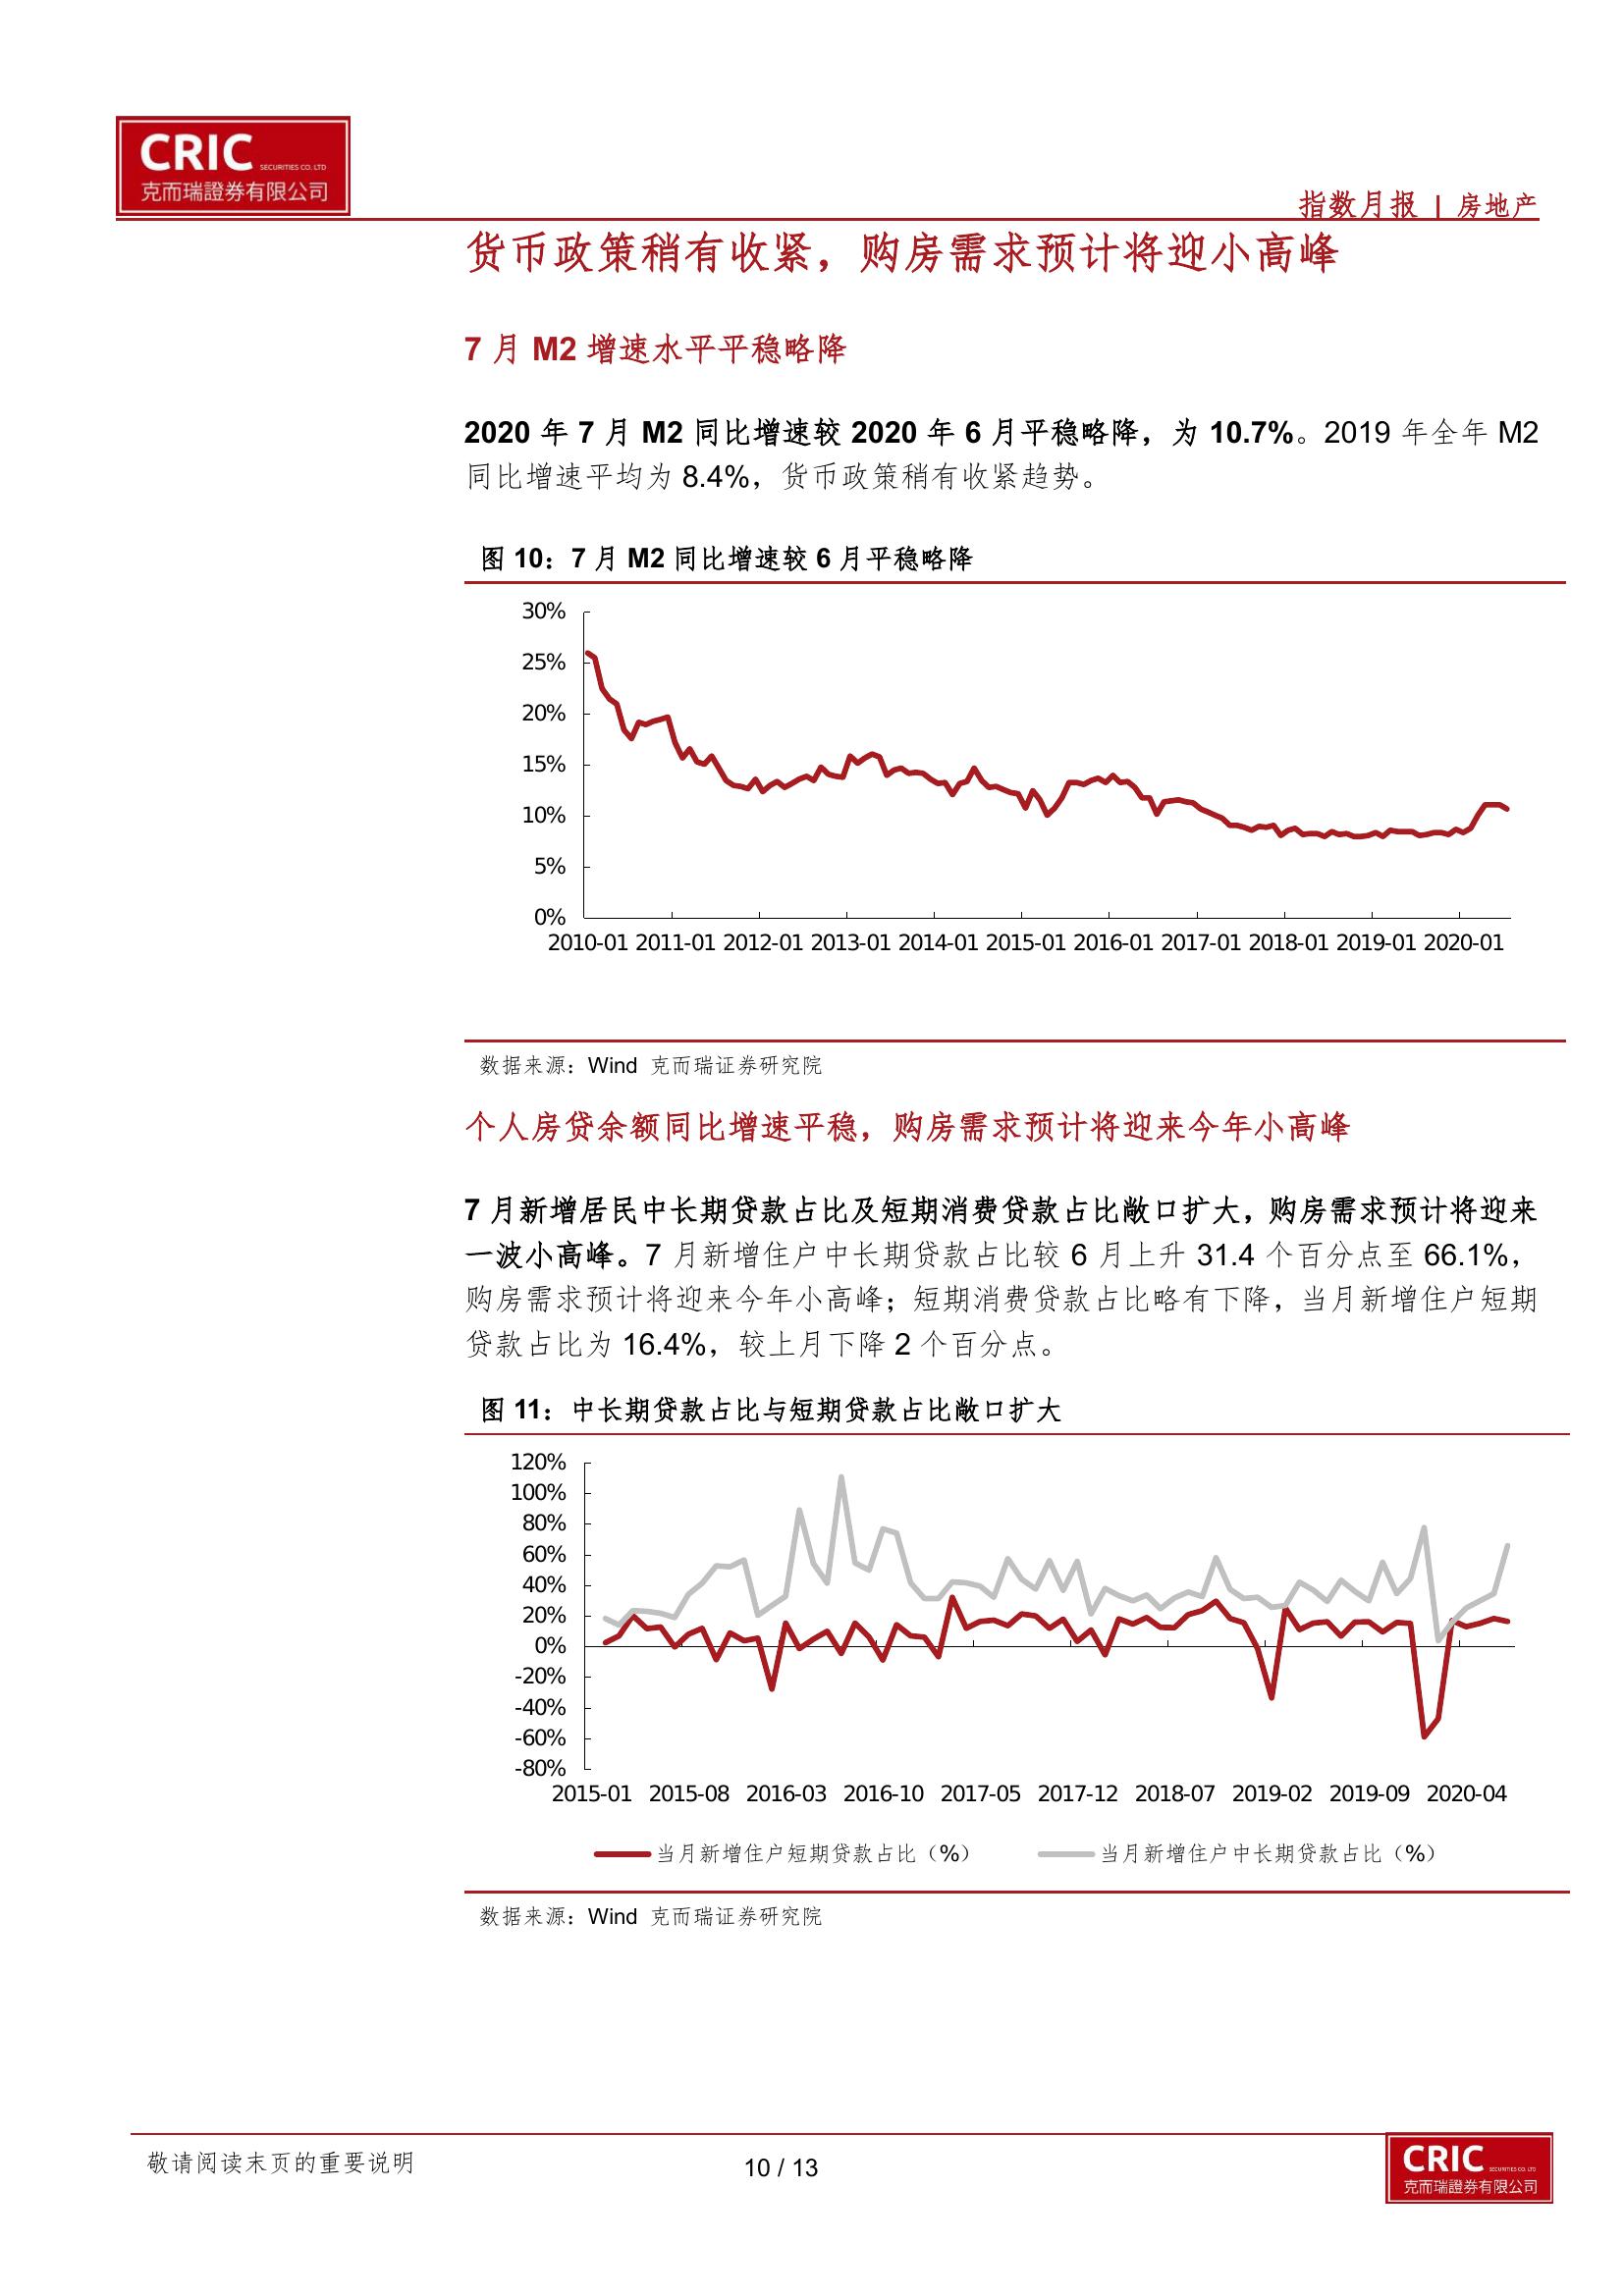 CRIC SECURITIES CO. LTD
克而瑞證券有限公司
指数月报 | 房地产
货币政策稍有收紧，购房需求预计将迎小高峰
7 月 M2 增速水平平稳略降
2020 年 7 月 M2 同比增速较 2020 年 6 月平稳略降，为 10.7%。2019 年全年 M2
同比增速平均为 8.4%，货币政策稍有收紧趋势。
图 10：7 月 M2 同比增速较 6 月平稳略降
30%
25%
20%
15%
10%
5%
0%
2010-01 2011-01 2012-01 2013-01 2014-01 2015-01 2016-01 2017-01 2018-01 2019-01 2020-01
数据来源：Wind 克而瑞证券研究院
个人房贷余额同比增速平稳，购房需求预计将迎来今年小高峰
7 月新增居民中长期贷款占比及短期消费贷款占比敞口扩大，购房需求预计将迎来
一波小高峰。7 月新增住户中长期贷款占比较 6 月上升 31.4 个百分点至 66.1%，
购房需求预计将迎来今年小高峰；短期消费贷款占比略有下降，当月新增住户短期
贷款占比为 16.4%，较上月下降 2 个百分点。
图 11：中长期贷款占比与短期贷款占比敞口扩大
120%
100%
80%
60%
40%
20%
0%
-20%
-40%
-60%
-80%
2015-01 2015-08 2016-03 2016-10 2017-05 2017-12 2018-07 2019-02 2019-09 2020-04
当月新增住户短期贷款占比（%） 当月新增住户中长期贷款占比（%）
数据来源：Wind 克而瑞证券研究院
敬请阅读末页的重要说明
10 / 13
CRIC SECURITIES CO. LTD
克而瑞證券有限公司